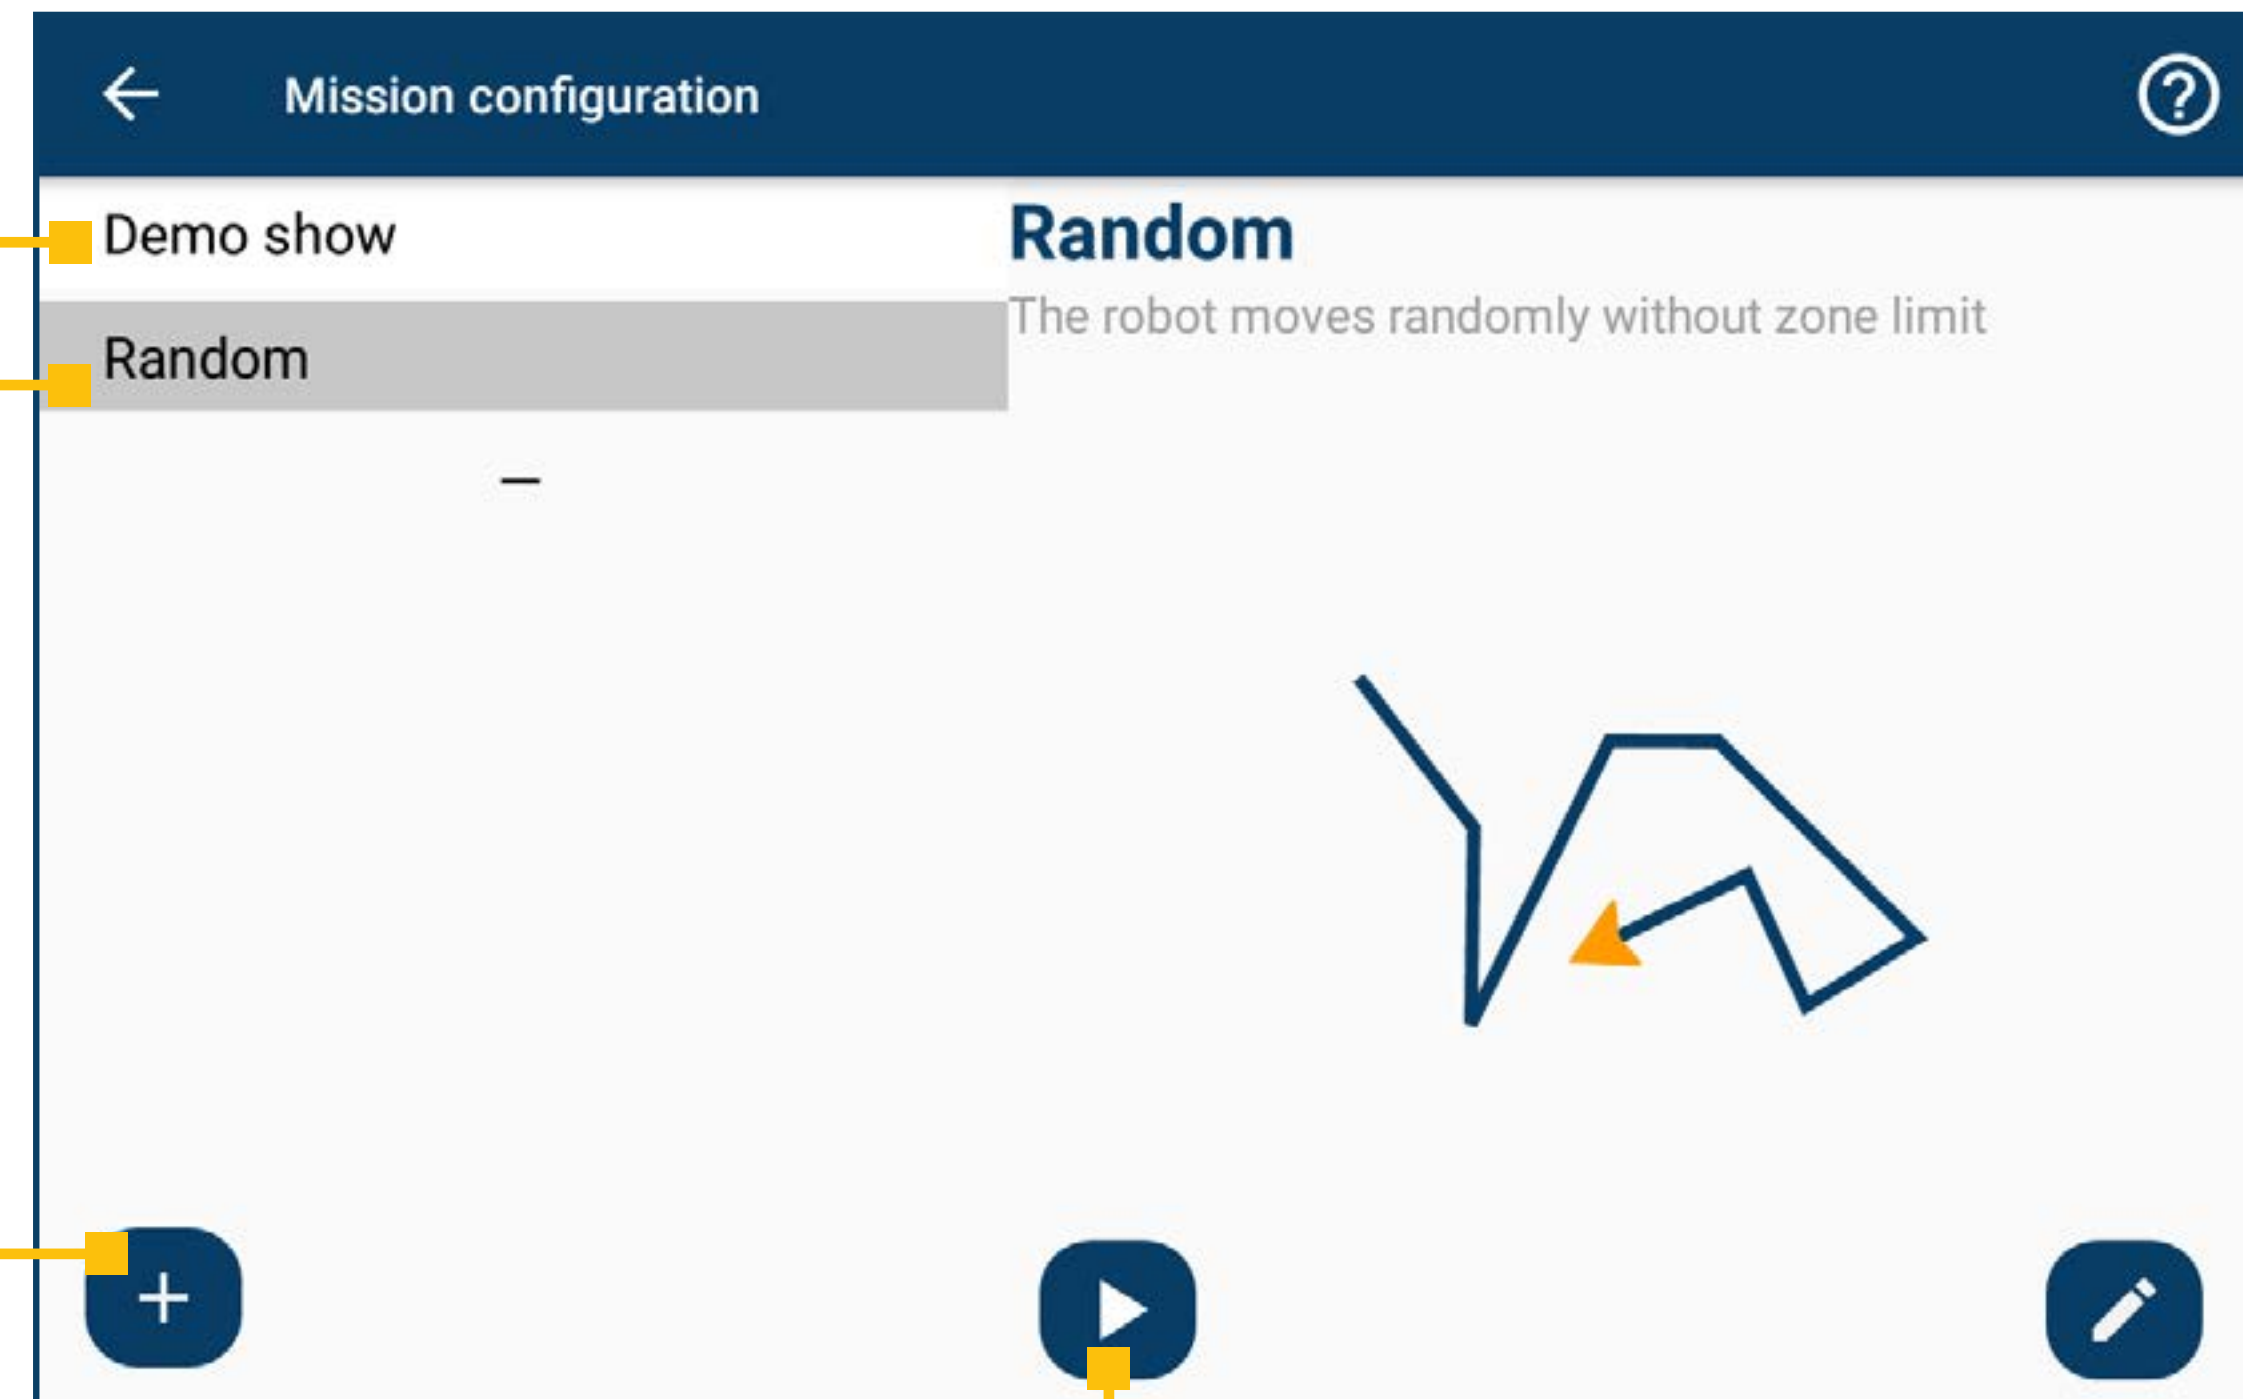 Mission configuration
Demo show
Random
Random
The robot moves randomly without zone limit